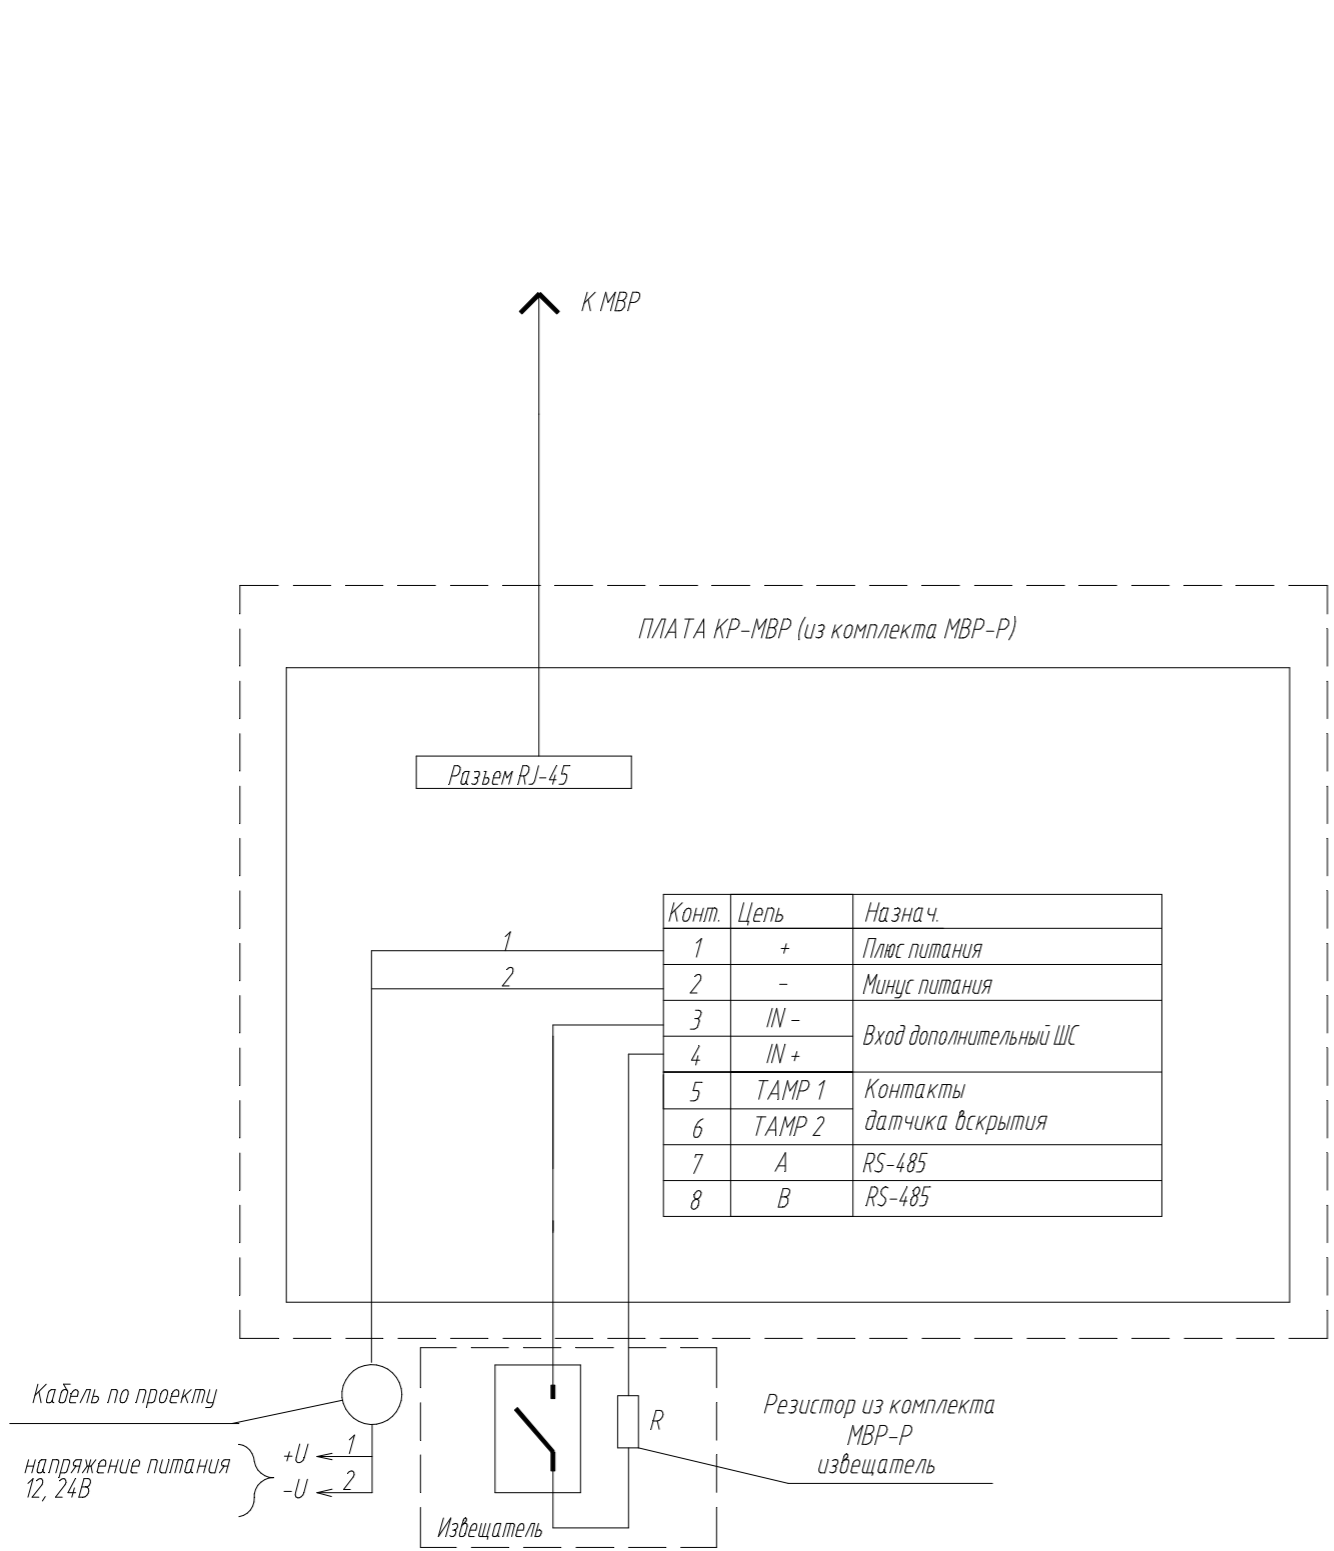 К МВР
ПЛАТА КР-МВР (из комплекта МВР-Р)
Разъем RJ-45
Конт. Цепь Назнач.
1 1 + Плюс питания
2 2 - Минус питания
3 IN -
Вход дополнительный ШС
4 IN +
5 TAMP 1 Контакты
6 TAMP 2 датчика вскрытия
7 A RS-485
8 B RS-485
Кабель по проекту
напряжение питания
12, 24В
+U 1
-U 2
R
Извещатель
Резистор из комплекта
МВР-Р
извещатель